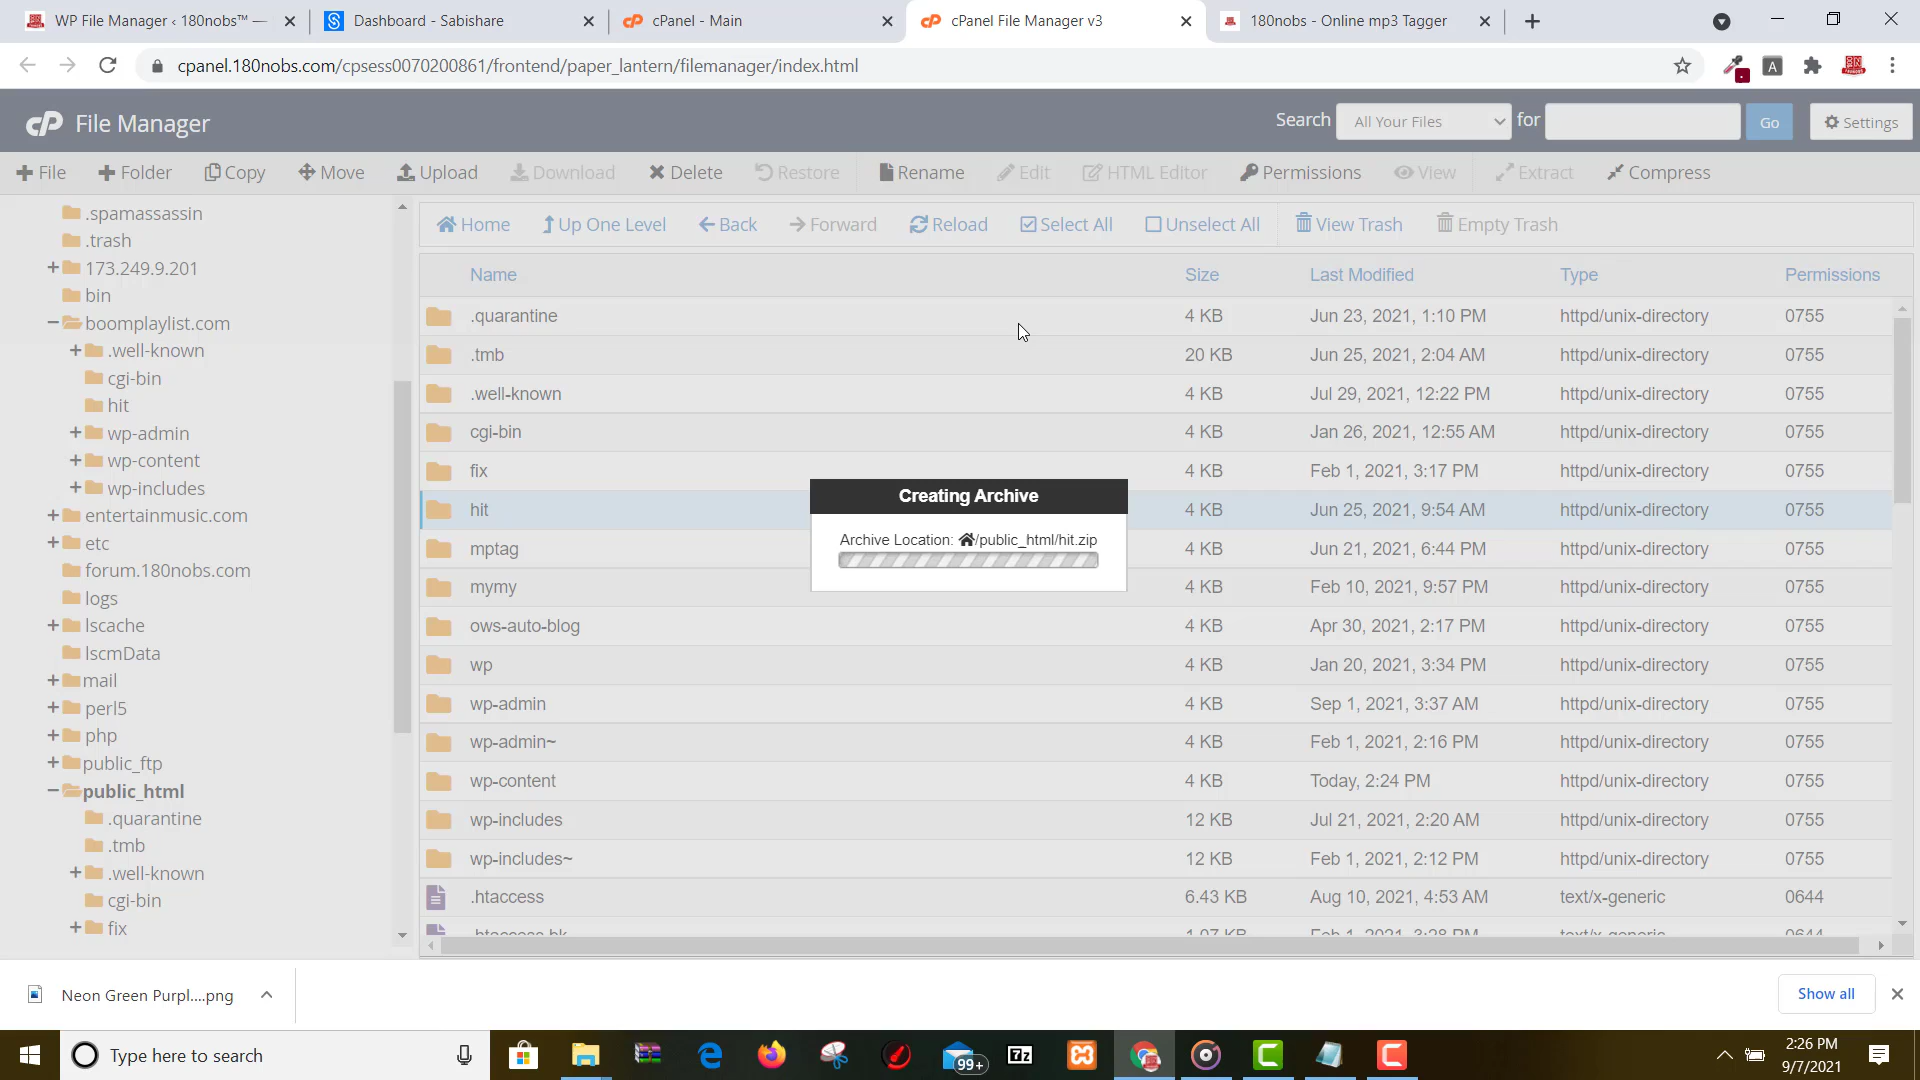 WP File Manager ‹ 180nobs™ —
Dashboard - Sabishare
cPanel - Main
cPanel File Manager v3
180nobs - Online mp3 Tagger
cpanel.180nobs.com/cpsess0070200861/frontend/paper_lantern/filemanager/index.html
A
cP File Manager
Search All Your Files for Go Settings
File Folder Copy Move Upload Download Delete Restore Rename Edit HTML Editor Permissions View Extract Compress
Home Up One Level Back Forward Reload Select All Unselect All View Trash Empty Trash
.spamassassin
.trash
173.249.9.201
bin
boomplaylist.com
.well-known
cgi-bin
hit
wp-admin
wp-content
wp-includes
entertainmusic.com
etc
forum.180nobs.com
logs
lscache
lscmData
mail
perl5
php
public_ftp
public_html
.quarantine
.tmb
.well-known
cgi-bin
fix
Name Size Last Modified Type Permissions
.quarantine 4 KB Jun 23, 2021, 1:10 PM httpd/unix-directory 0755
.tmb 20 KB Jun 25, 2021, 2:04 AM httpd/unix-directory 0755
.well-known 4 KB Jul 29, 2021, 12:22 PM httpd/unix-directory 0755
cgi-bin 4 KB Jan 26, 2021, 12:55 AM httpd/unix-directory 0755
fix 4 KB Feb 1, 2021, 3:17 PM httpd/unix-directory 0755
hit 4 KB Jun 25, 2021, 9:54 AM httpd/unix-directory 0755
mptag 4 KB Jun 21, 2021, 6:44 PM httpd/unix-directory 0755
mymy 4 KB Feb 10, 2021, 9:57 PM httpd/unix-directory 0755
ows-auto-blog 4 KB Apr 30, 2021, 2:17 PM httpd/unix-directory 0755
wp 4 KB Jan 20, 2021, 3:34 PM httpd/unix-directory 0755
wp-admin 4 KB Sep 1, 2021, 3:37 AM httpd/unix-directory 0755
wp-admin~ 4 KB Feb 1, 2021, 2:16 PM httpd/unix-directory 0755
wp-content 4 KB Today, 2:24 PM httpd/unix-directory 0755
wp-includes 12 KB Jul 21, 2021, 2:20 AM httpd/unix-directory 0755
wp-includes~ 12 KB Feb 1, 2021, 2:12 PM httpd/unix-directory 0755
.htaccess 6.43 KB Aug 10, 2021, 4:53 AM text/x-generic 0644
.htaccess.bk 1.07 KB Feb 1, 2021, 3:28 PM text/x-generic 0644
Creating Archive
Archive Location: /public_html/hit.zip
Neon Green Purpl....png
Show all
Type here to search
99+
7z
2:26 PM
9/7/2021